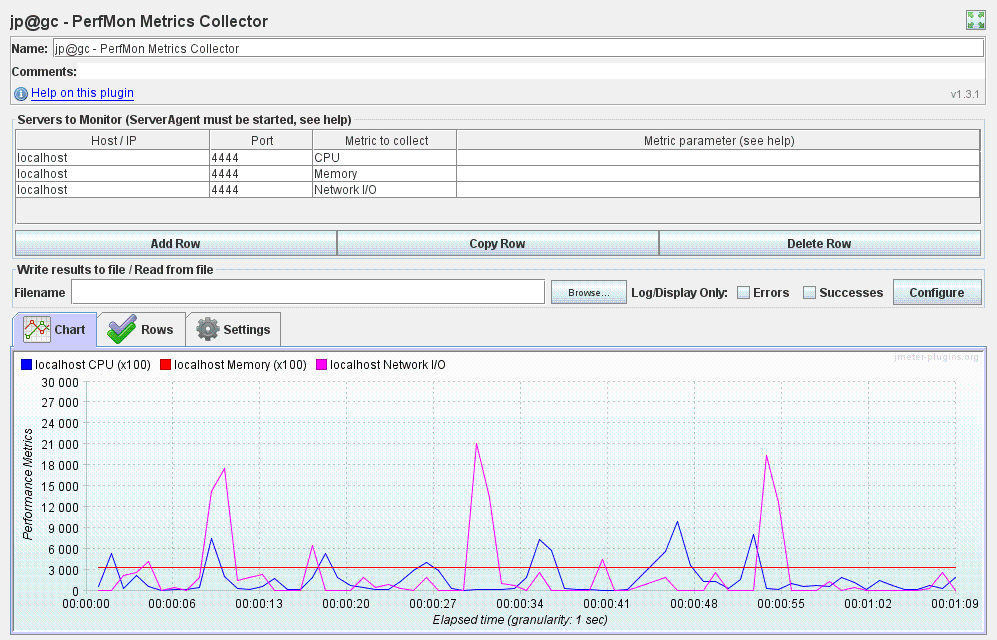 jp@gc - PerfMon Metrics Collector
Name: jp@gc - PerfMon Metrics Collector
Comments:
Help on this plugin
v1.3.1
Servers to Monitor (ServerAgent must be started, see help)
Host / IP Port Metric to collect Metric parameter (see help)
localhost 4444 CPU
localhost 4444 Memory
localhost 4444 Network I/O
Add Row Copy Row Delete Row
Write results to file / Read from file
Filename Browse... Log/Display Only: Errors Successes Configure
Chart Rows Settings
jmeter-plugins.org
localhost CPU (x100) localhost Memory (x100) localhost Network I/O
30 000
27 000
24 000
21 000
18 000
15 000
12 000
9 000
6 000
3 000
0
Performance Metrics
00:00:00 00:00:06 00:00:13 00:00:20 00:00:27 00:00:34 00:00:41 00:00:48 00:00:55 00:01:02 00:01:09
Elapsed time (granularity: 1 sec)